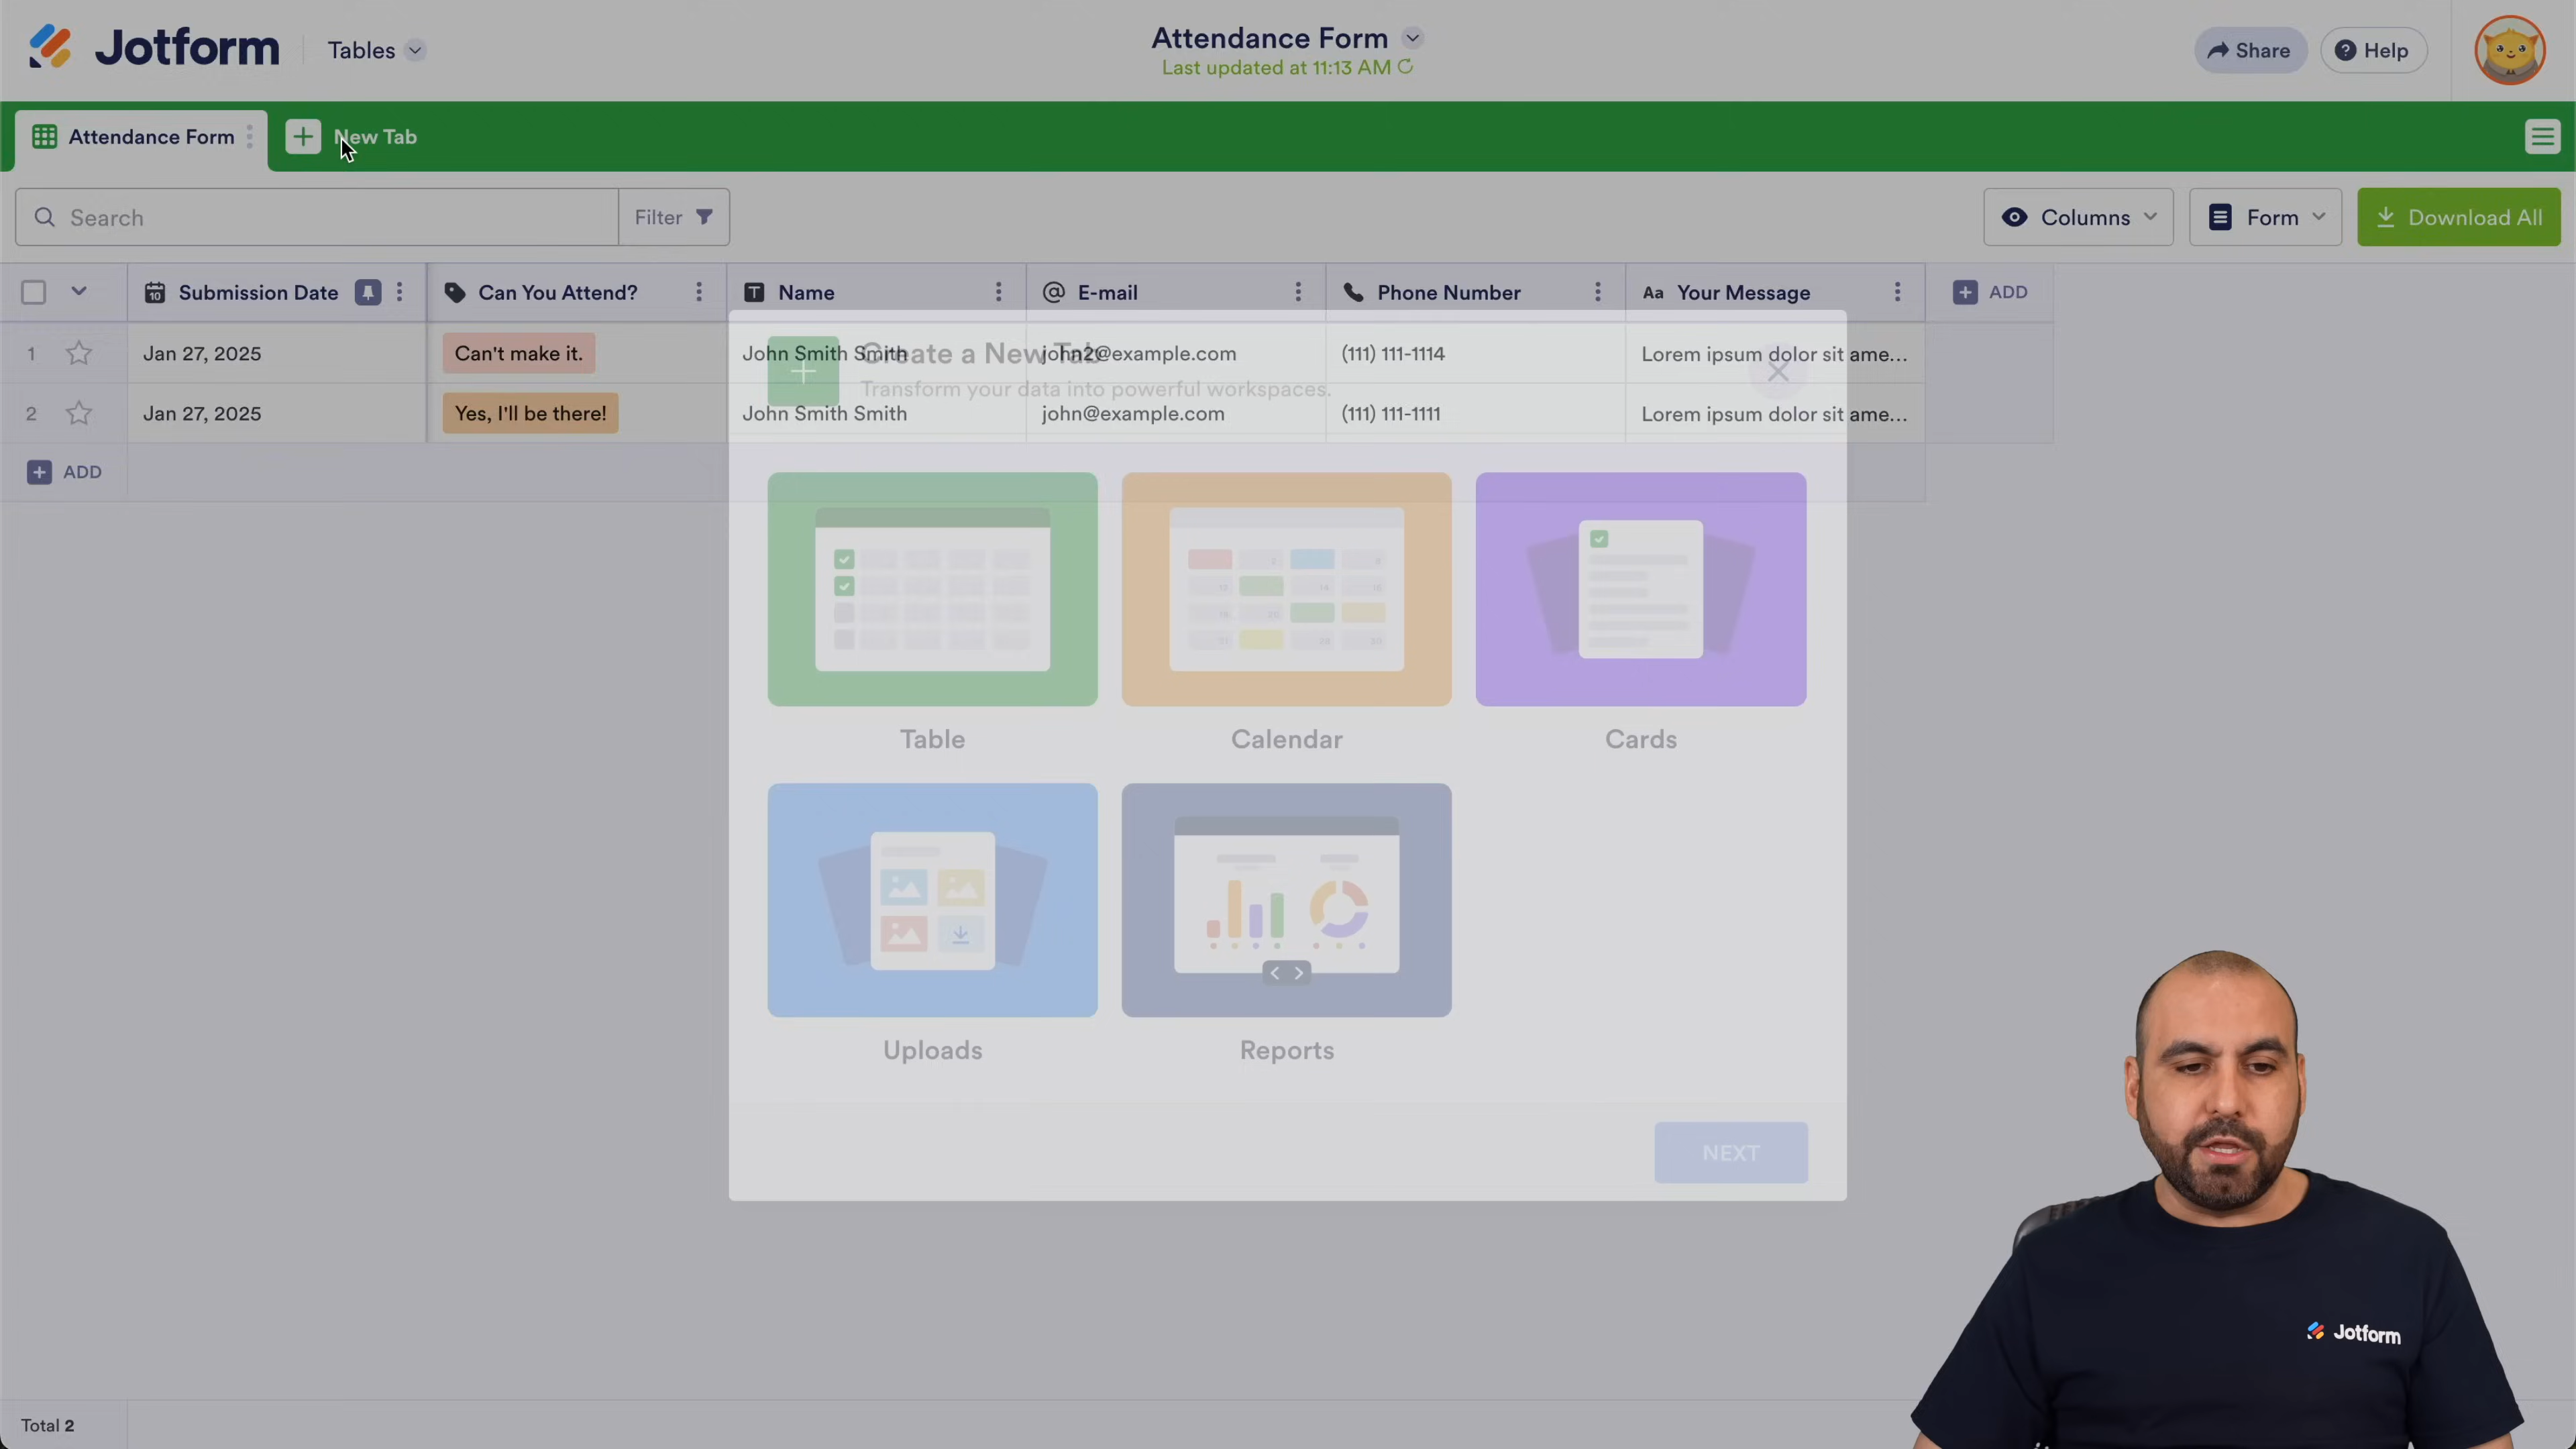 Jotform
Tables
Attendance Form
Last updated at 11:13 AM
Share
Help
Attendance Form
New Tab
Search
Filter
Columns
Form
Download All
Submission Date
Can You Attend?
Name
E-mail
Phone Number
Aa Your Message
ADD
1
Jan 27, 2025
Can't make it.
John Smith Smith
john2@example.com
(111) 111-1114
Lorem ipsum dolor sit ame...
2
Jan 27, 2025
Yes, I'll be there!
John Smith Smith
john@example.com
(111) 111-1111
Lorem ipsum dolor sit ame...
ADD
Create a New Tab
Transform your data into powerful workspaces.
Table
Calendar
Cards
Uploads
Reports
NEXT
Jotform
Total 2